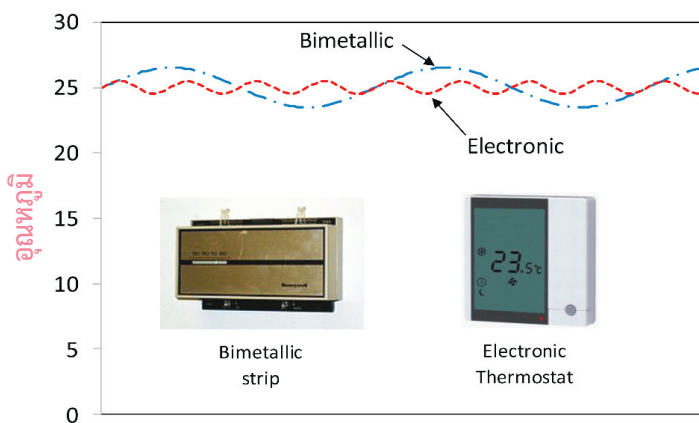 30
25
20
15
10
5
0
อุณหภูมิ
Bimetallic
Electronic
Honeywell
23.5°C
Bimetallic
strip
Electronic
Thermostat